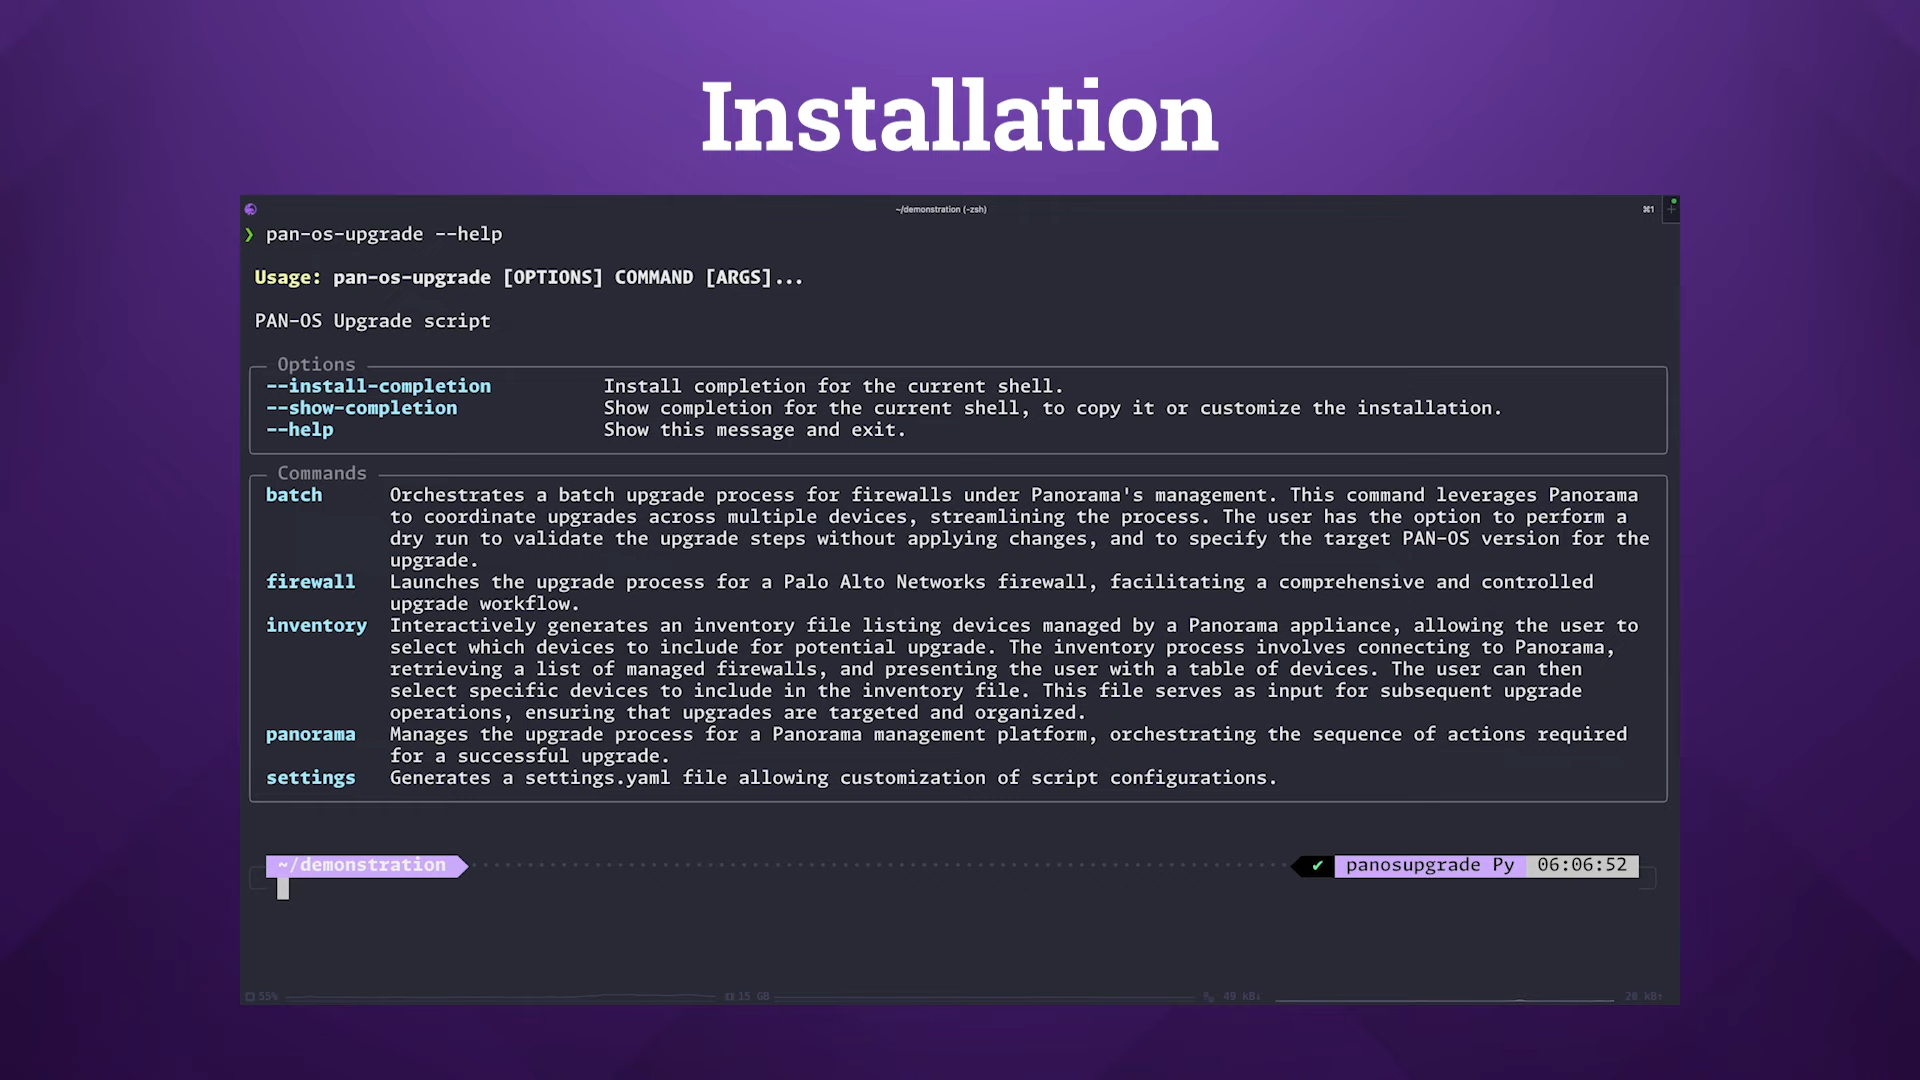 Installation
~/demonstration (-zsh)
⌘1
❯ pan-os-upgrade --help
Usage: pan-os-upgrade [OPTIONS] COMMAND [ARGS]...
PAN-OS Upgrade script
Options
--install-completion Install completion for the current shell.
--show-completion Show completion for the current shell, to copy it or customize the installation.
--help Show this message and exit.
Commands
batch Orchestrates a batch upgrade process for firewalls under Panorama's management. This command leverages Panorama
to coordinate upgrades across multiple devices, streamlining the process. The user has the option to perform a
dry run to validate the upgrade steps without applying changes, and to specify the target PAN-OS version for the
upgrade.
firewall Launches the upgrade process for a Palo Alto Networks firewall, facilitating a comprehensive and controlled
upgrade workflow.
inventory Interactively generates an inventory file listing devices managed by a Panorama appliance, allowing the user to
select which devices to include for potential upgrade. The inventory process involves connecting to Panorama,
retrieving a list of managed firewalls, and presenting the user with a table of devices. The user can then
select specific devices to include in the inventory file. This file serves as input for subsequent upgrade
operations, ensuring that upgrades are targeted and organized.
panorama Manages the upgrade process for a Panorama management platform, orchestrating the sequence of actions required
for a successful upgrade.
settings Generates a settings.yaml file allowing customization of script configurations.
~/demonstration ✔ panosupgrade Py 06:06:52
55% 15 GB 49 kB↓ 20 kB↑